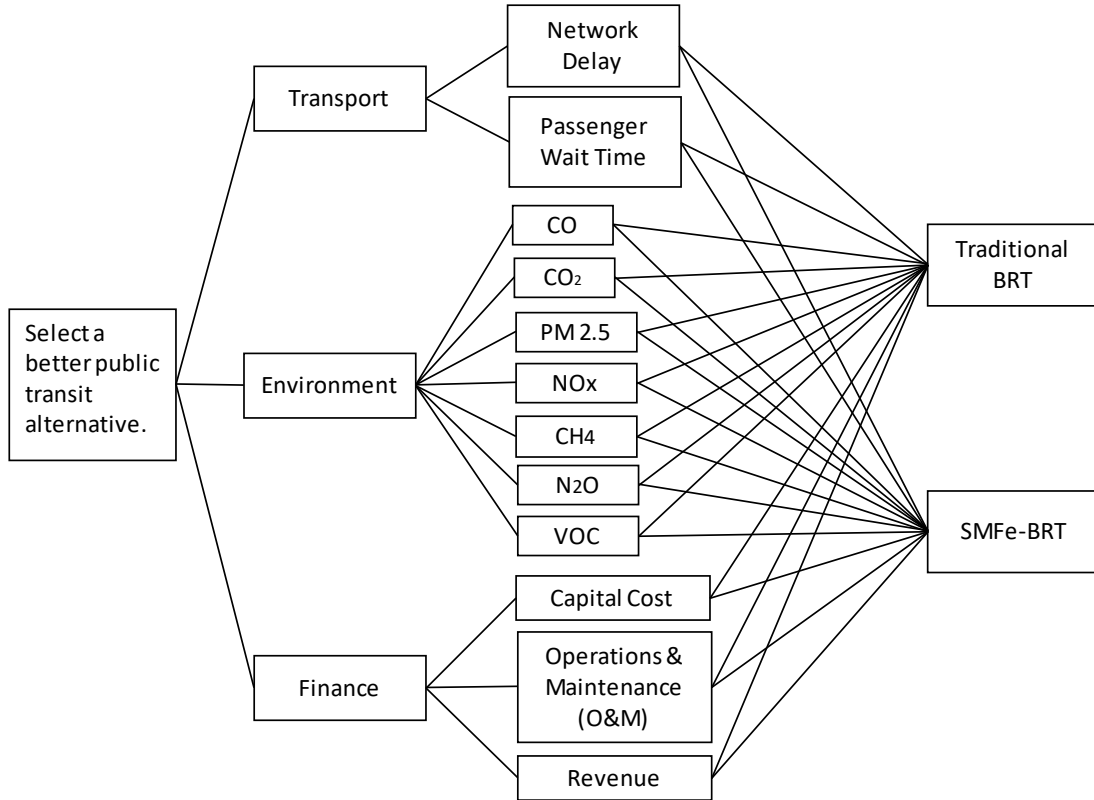 Select a
better public
transit
alternative.
Transport
Environment
Finance
Network
Delay
Passenger
Wait Time
CO
CO₂
PM 2.5
NOx
CH4
N₂O
VOC
Capital Cost
Operations &
Maintenance
(O&M)
Revenue
Traditional
BRT
SMFe-BRT